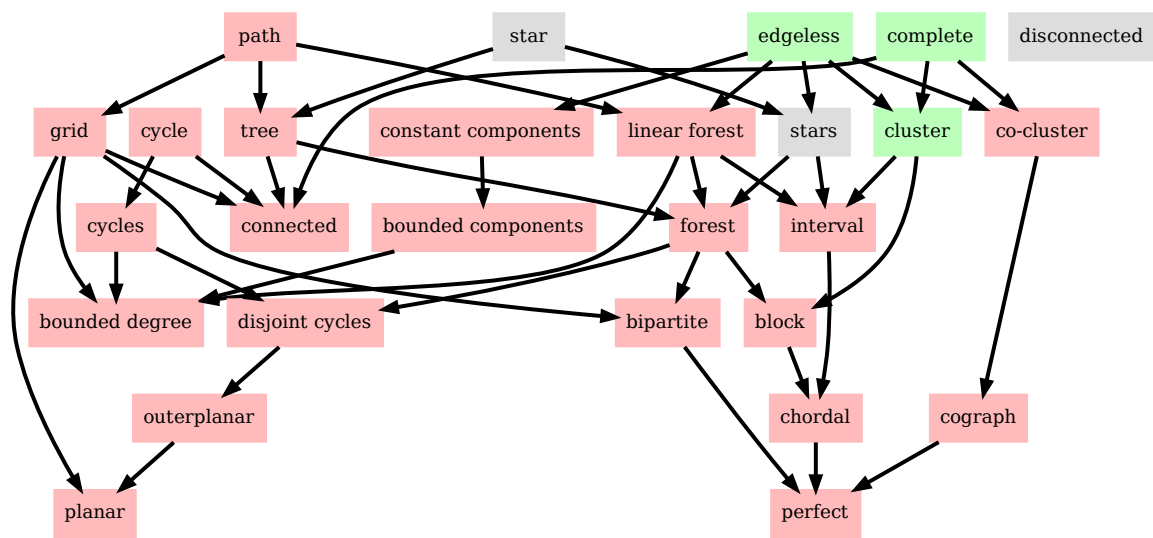 path
star
edgeless
complete
disconnected
grid
cycle
tree
constant components
linear forest
stars
cluster
co-cluster
cycles
connected
bounded components
forest
interval
bounded degree
disjoint cycles
bipartite
block
outerplanar
chordal
cograph
planar
perfect